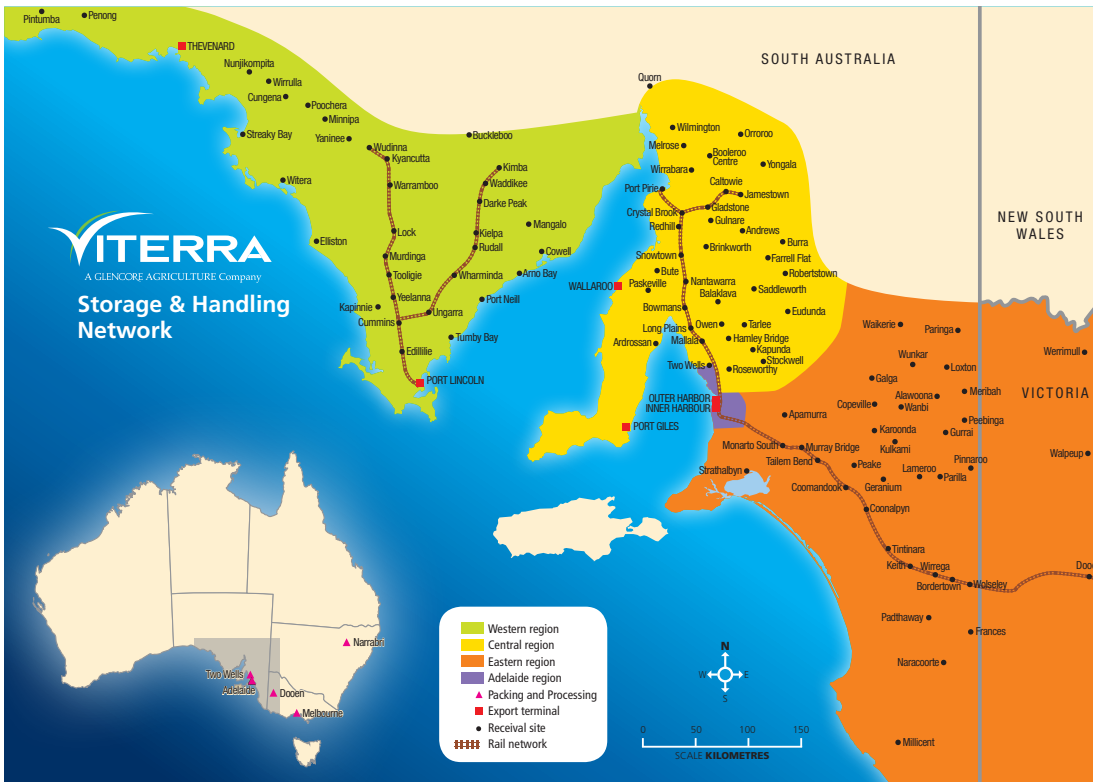 Pintumba
Penong
THEVENARD
Nunjikompita
Wirrulla
Cungena
Poochera
Minnipa
Streaky Bay
Yaninee
Wudinna
Buckleboo
Kyancutta
Kimba
Witera
Warramboo
Waddikee
Darke Peak
Mangalo
Elliston
Lock
Kielpa
Rudall
Cowell
Murdinga
Tooligie
Wharminda
Arno Bay
Yeelanna
Port Neill
Kapinnie
Ungarra
Cummins
Tumby Bay
Edillilie
PORT LINCOLN
VITERRA
A GLENCORE AGRICULTURE Company
Storage & Handling
Network
SOUTH AUSTRALIA
Quorn
Wilmington
Orroroo
Melrose
Booleroo
Centre
Yongala
Wirrabara
Port Pirie
Caltowie
Jamestown
Crystal Brook
Gladstone
Gulnare
Redhill
Andrews
Brinkworth
Burra
Snowtown
Farrell Flat
Bute
Robertstown
Paskeville
Nantawarra
WALLAROO
Balaklava
Saddleworth
Bowmans
Eudunda
Long Plains
Owen
Tarlee
Ardrossan
Mallala
Hamley Bridge
Kapunda
Stockwell
Two Wells
Roseworthy
OUTER HARBOR
INNER HARBOUR
PORT GILES
NEW SOUTH
WALES
VICTORIA
Waikerie
Paringa
Werrimull
Wunkar
Loxton
Galga
Meribah
Alawoona
Copeville
Wanbi
Apamurra
Peebinga
Karoonda
Gurrai
Kulkami
Monarto South
Murray Bridge
Walpeup
Pinnaroo
Tailem Bend
Peake
Strathalbyn
Lameroo
Parilla
Coomandook
Geranium
Coonalpyn
Tintinara
Keith
Wirrega
Bordertown
Wolseley
Dooen
Padthaway
Frances
Naracoorte
Millicent
Narrabri
Two Wells
Adelaide
Dooen
Melbourne
Western region
Central region
Eastern region
Adelaide region
Packing and Processing
Export terminal
Receival site
Rail network
N
W
E
S
0
50
100
150
SCALE KILOMETRES